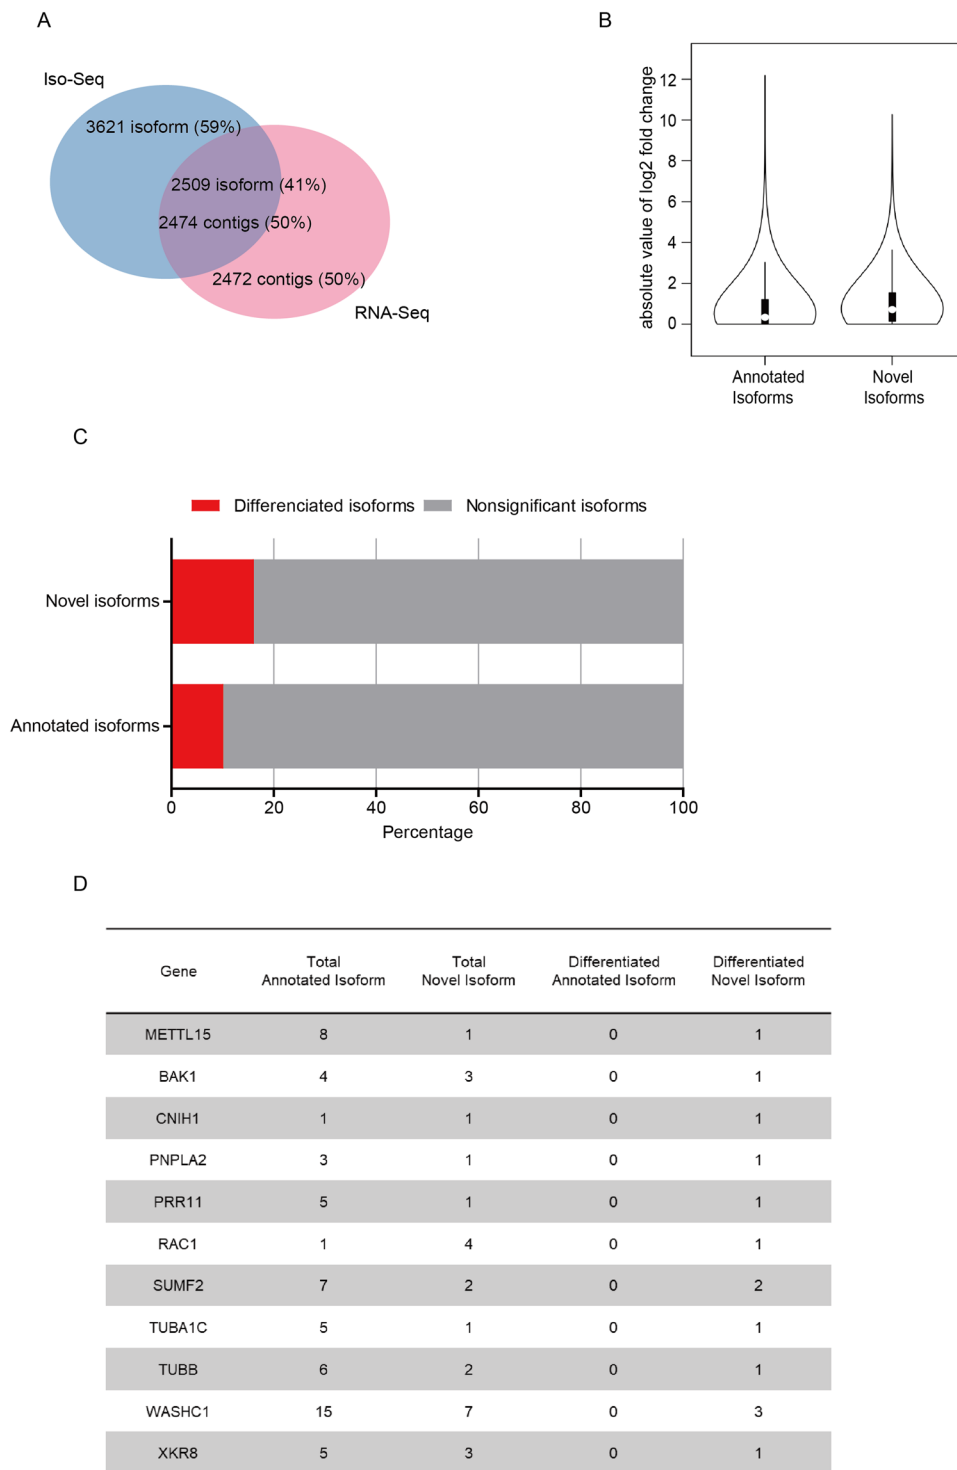 A
Iso-Seq
3621 isoform (59%)
2509 isoform (41%)
2474 contigs (50%)
2472 contigs (50%)
RNA-Seq
B
absolute value of log2 fold change
12
10
8
6
4
2
0
Annotated
Isoforms
Novel
Isoforms
C
Differenciated isoforms
Nonsignificant isoforms
Novel isoforms
Annotated isoforms
0 20 40 60 80 100
Percentage
D
Gene
Total
Annotated Isoform
Total
Novel Isoform
Differentiated
Annotated Isoform
Differentiated
Novel Isoform
METTL15 8 1 0 1
BAK1 4 3 0 1
CNIH1 1 1 0 1
PNPLA2 3 1 0 1
PRR11 5 1 0 1
RAC1 1 4 0 1
SUMF2 7 2 0 2
TUBA1C 5 1 0 1
TUBB 6 2 0 1
WASHC1 15 7 0 3
XKR8 5 3 0 1